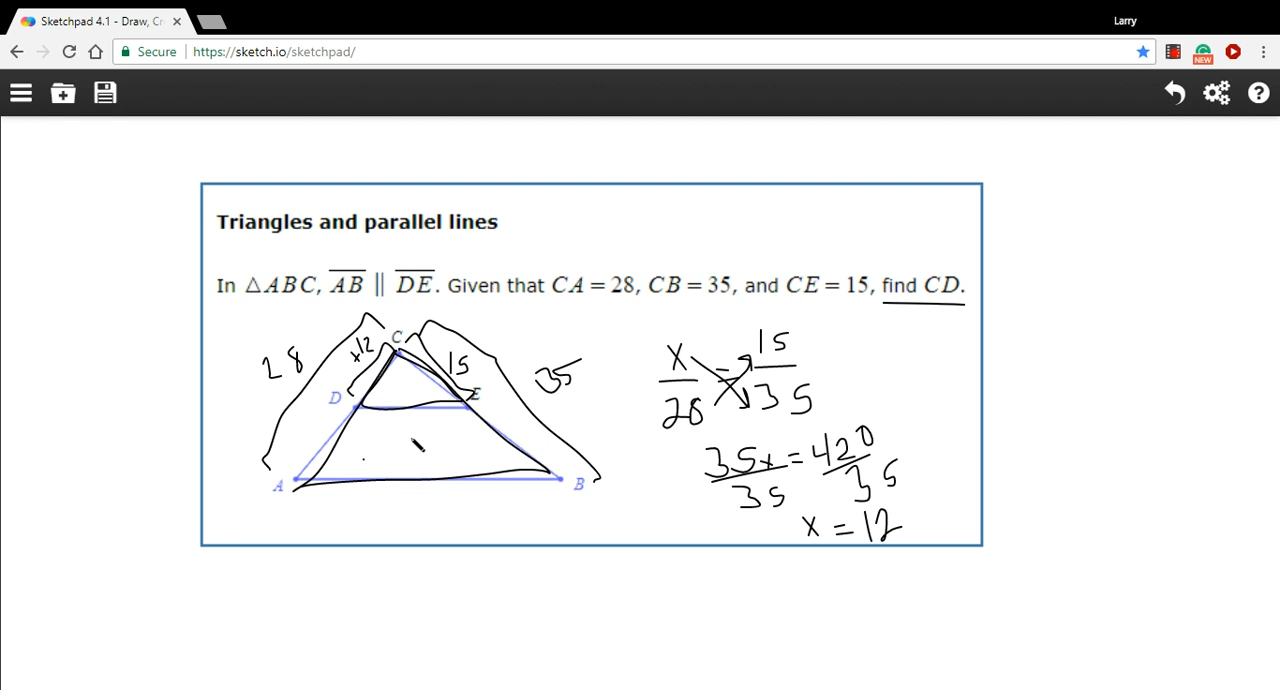 Larry
Sketchpad 4.1 - Draw, Cr
Secure | https://sketch.io/sketchpad/
NEW
Triangles and parallel lines
In △ABC, A͞B ∥ D͞E. Given that CA = 28, CB = 35, and CE = 15, find CD.
C
28
x 12
15
35
D
E
A
B
x/28 = 15/35
35x/35 = 420/35
x = 12